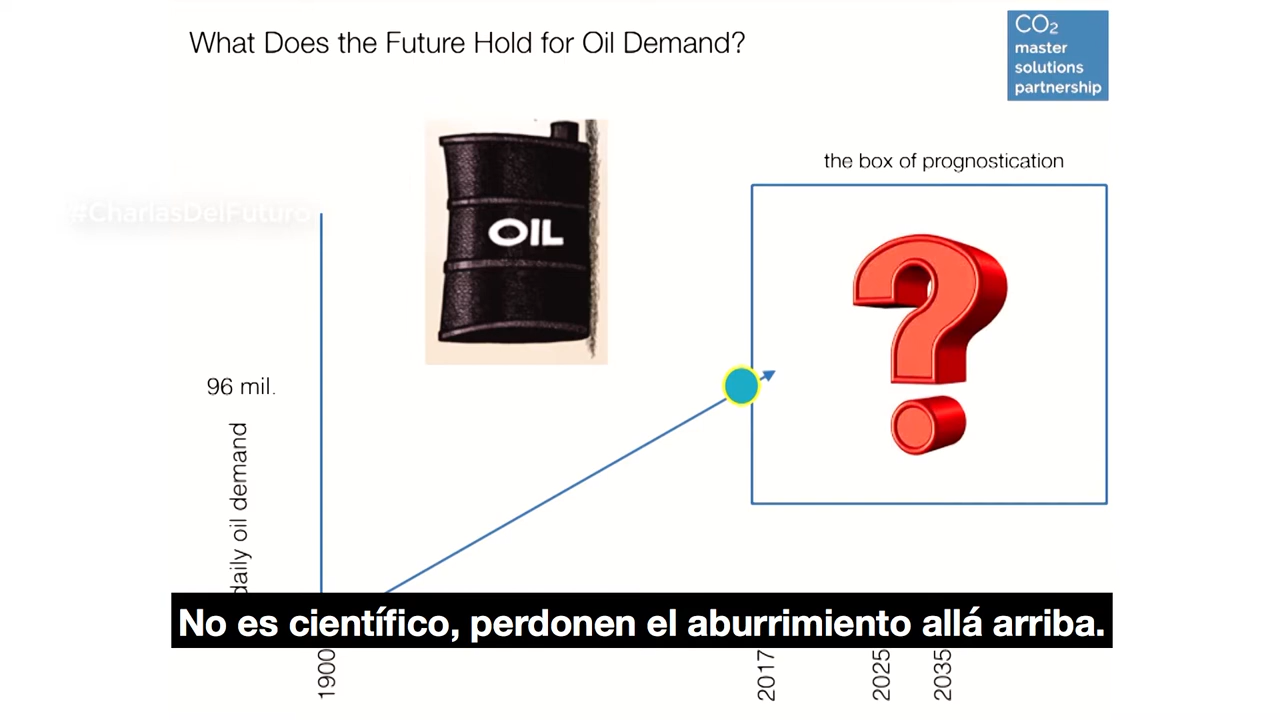 What Does the Future Hold for Oil Demand?
CO2
master
solutions
partnership
the box of prognostication
#CharlasDelFuturo
OIL
96 mil.
daily oil demand
No es científico, perdonen el aburrimiento allá arriba.
1900
2017
2025
2035